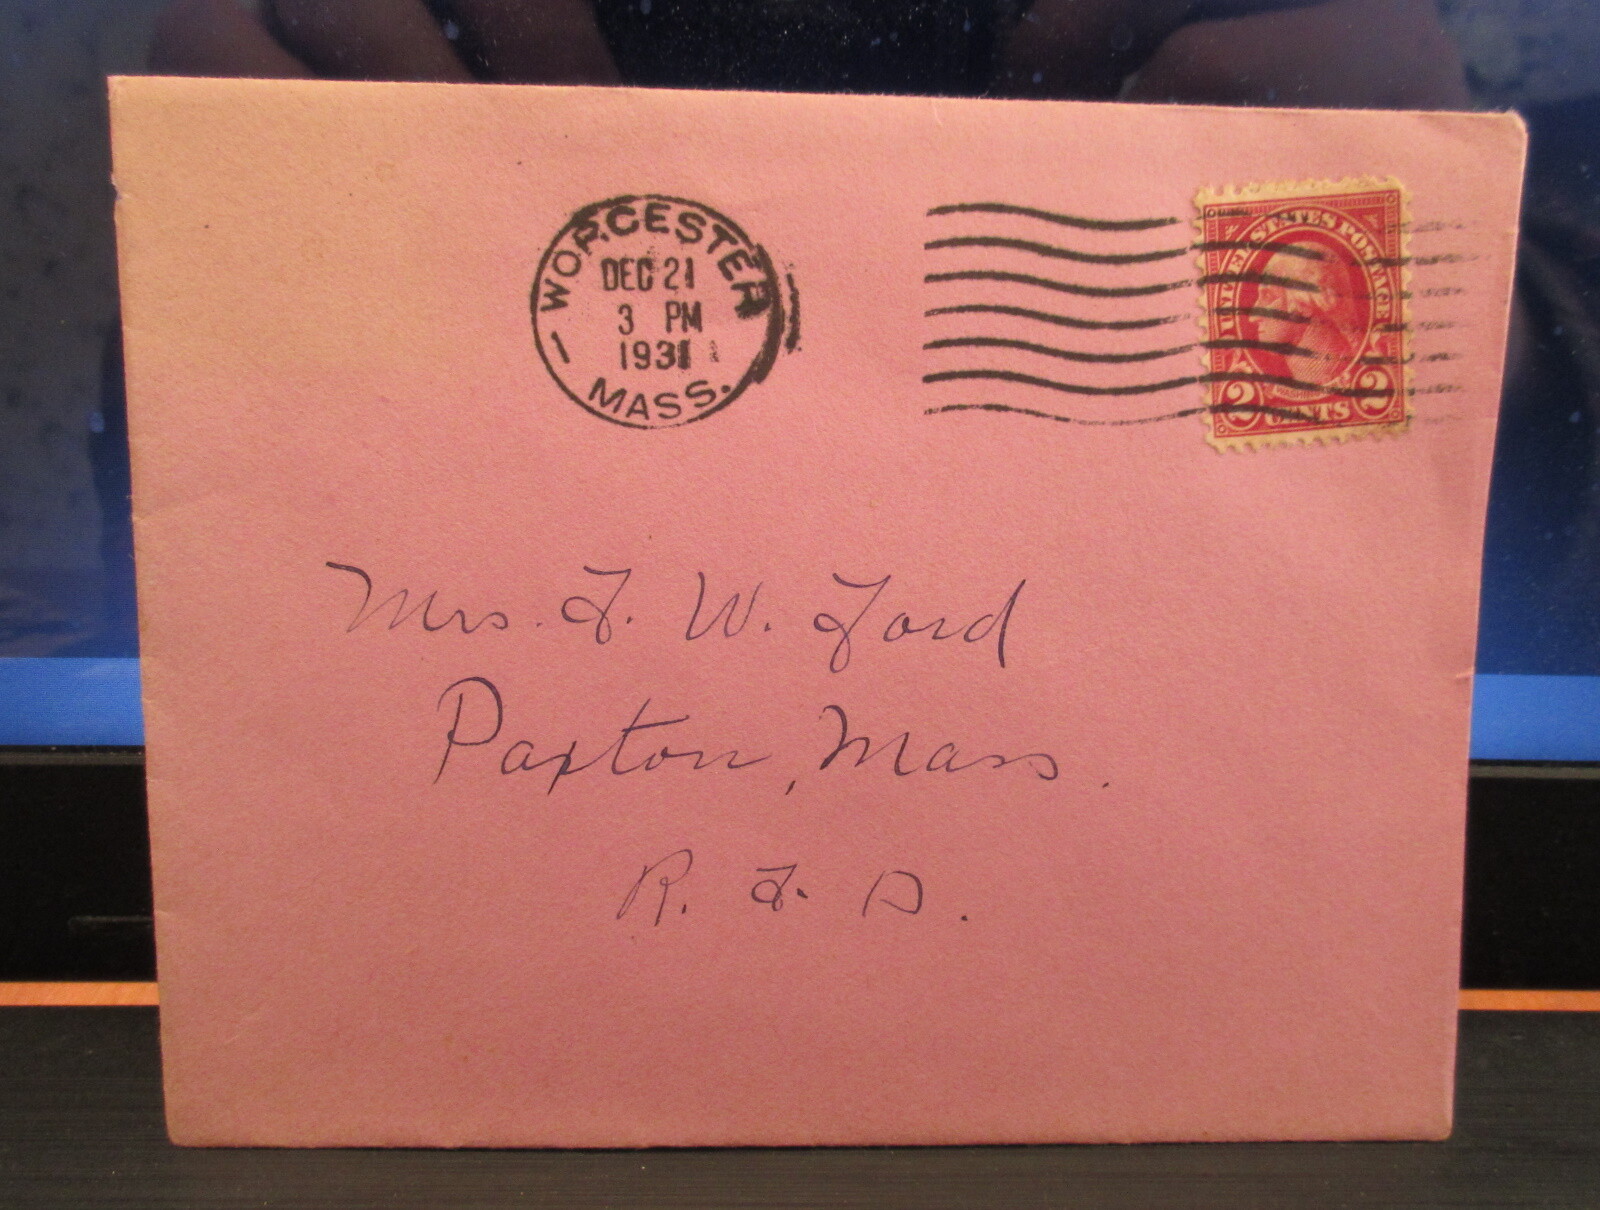 WORCESTER
DEC 21
3 PM
1931
MASS.
UNITED STATES POSTAGE
2 CENTS 2
Mrs. F. W. Ford
Paxton, Mass.
R. F. D.